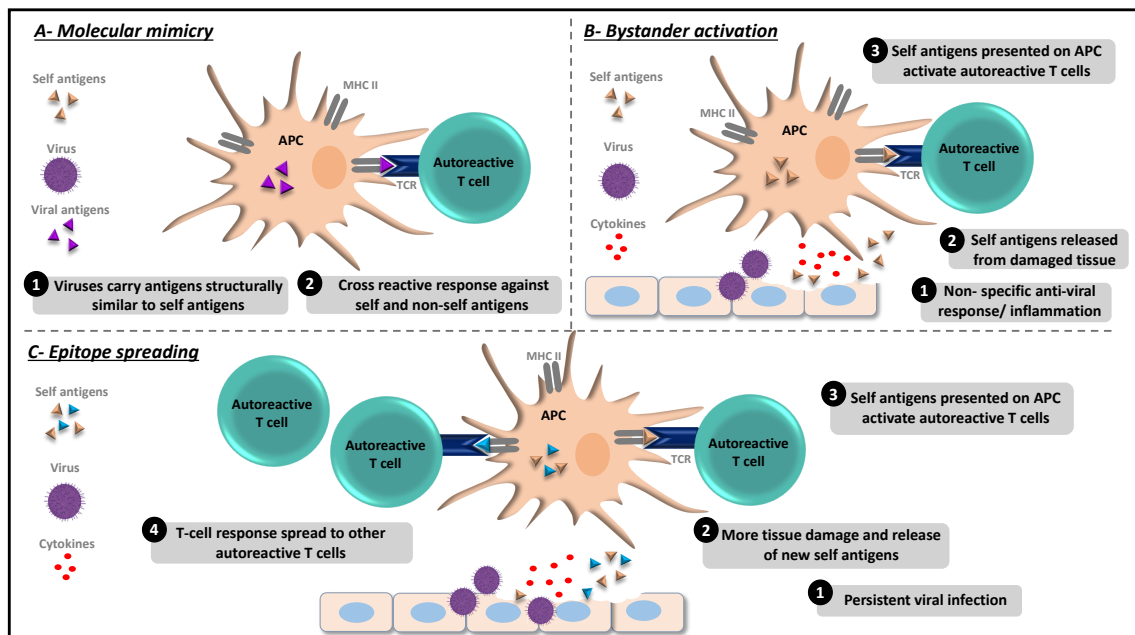 A- Molecular mimicry
Self antigens
Virus
Viral antigens
MHC II
APC
TCR
Autoreactive
T cell
1 Viruses carry antigens structurally
similar to self antigens
2 Cross reactive response against
self and non-self antigens
B- Bystander activation
Self antigens
Virus
Cytokines
MHC II
APC
TCR
Autoreactive
T cell
3 Self antigens presented on APC
activate autoreactive T cells
2 Self antigens released
from damaged tissue
1 Non- specific anti-viral
response/ inflammation
C- Epitope spreading
Self antigens
Virus
Cytokines
Autoreactive
T cell
Autoreactive
T cell
MHC II
APC
TCR
Autoreactive
T cell
3 Self antigens presented on APC
activate autoreactive T cells
4 T-cell response spread to other
autoreactive T cells
2 More tissue damage and release
of new self antigens
1 Persistent viral infection